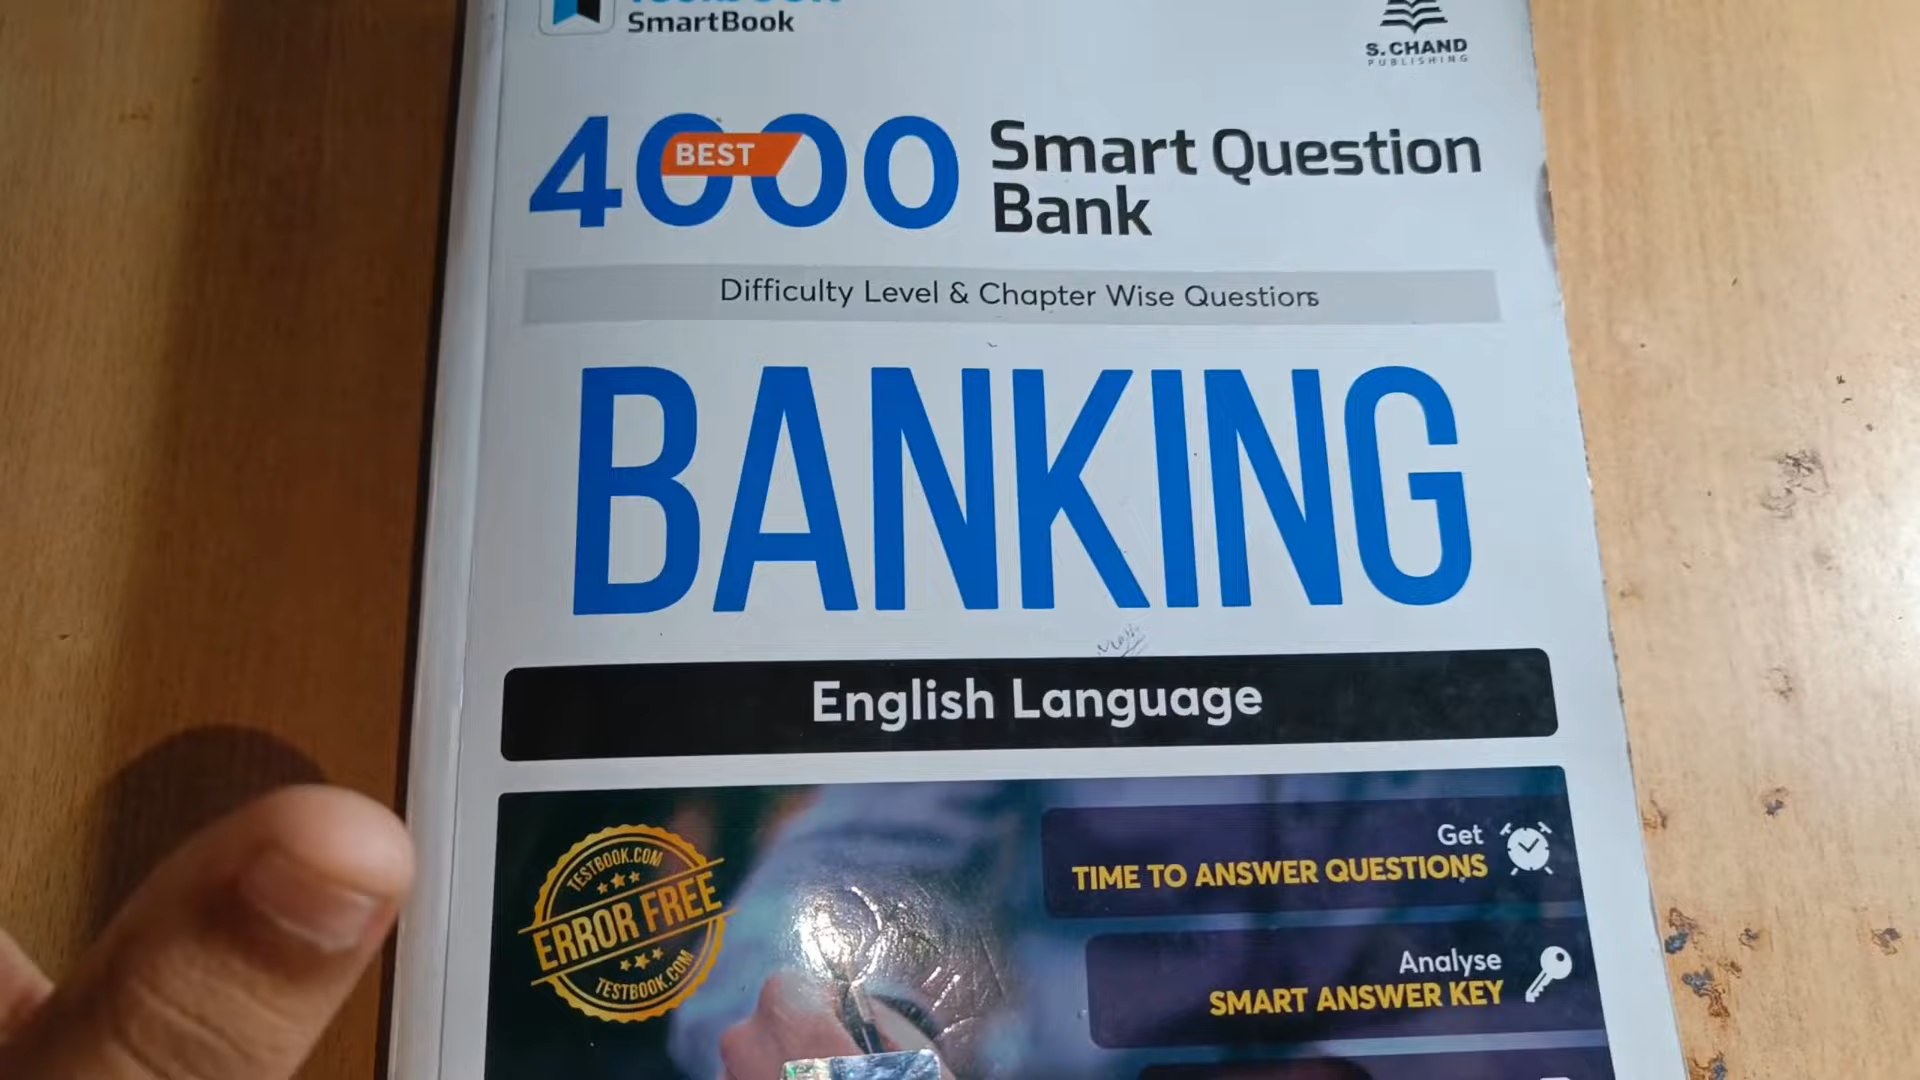 SmartBook
S. CHAND
PUBLISHING
4000 Smart Question
BEST
Bank
Difficulty Level & Chapter Wise Questions
BANKING
English Language
TESTBOOK.COM
ERROR FREE
TESTBOOK.COM
Get
TIME TO ANSWER QUESTIONS
Analyse
SMART ANSWER KEY